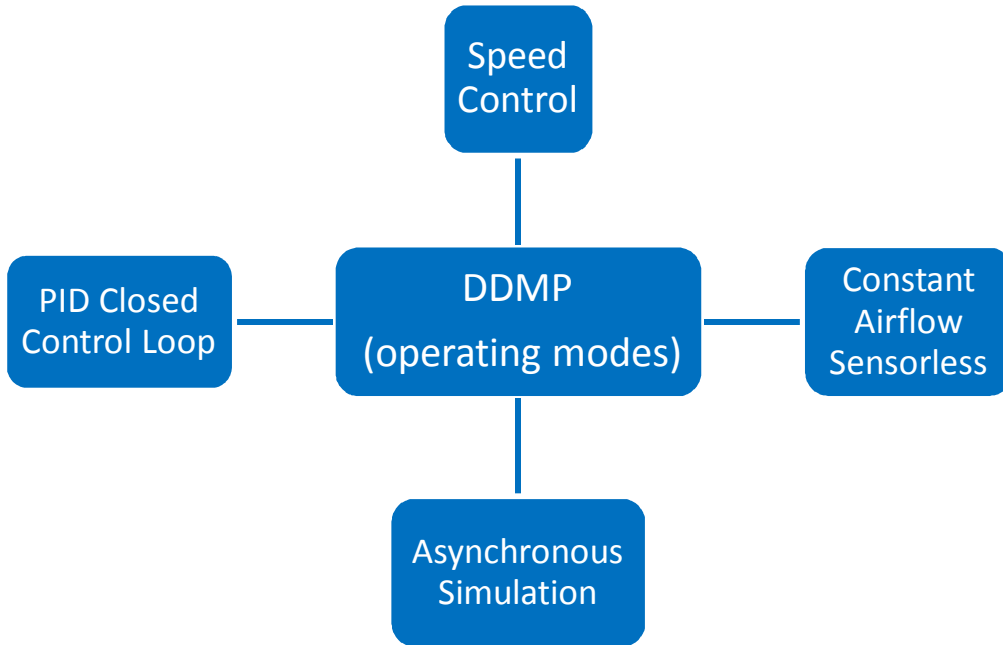 Speed
Control
PID Closed
Control Loop
DDMP
(operating modes)
Constant
Airflow
Sensorless
Asynchronous
Simulation